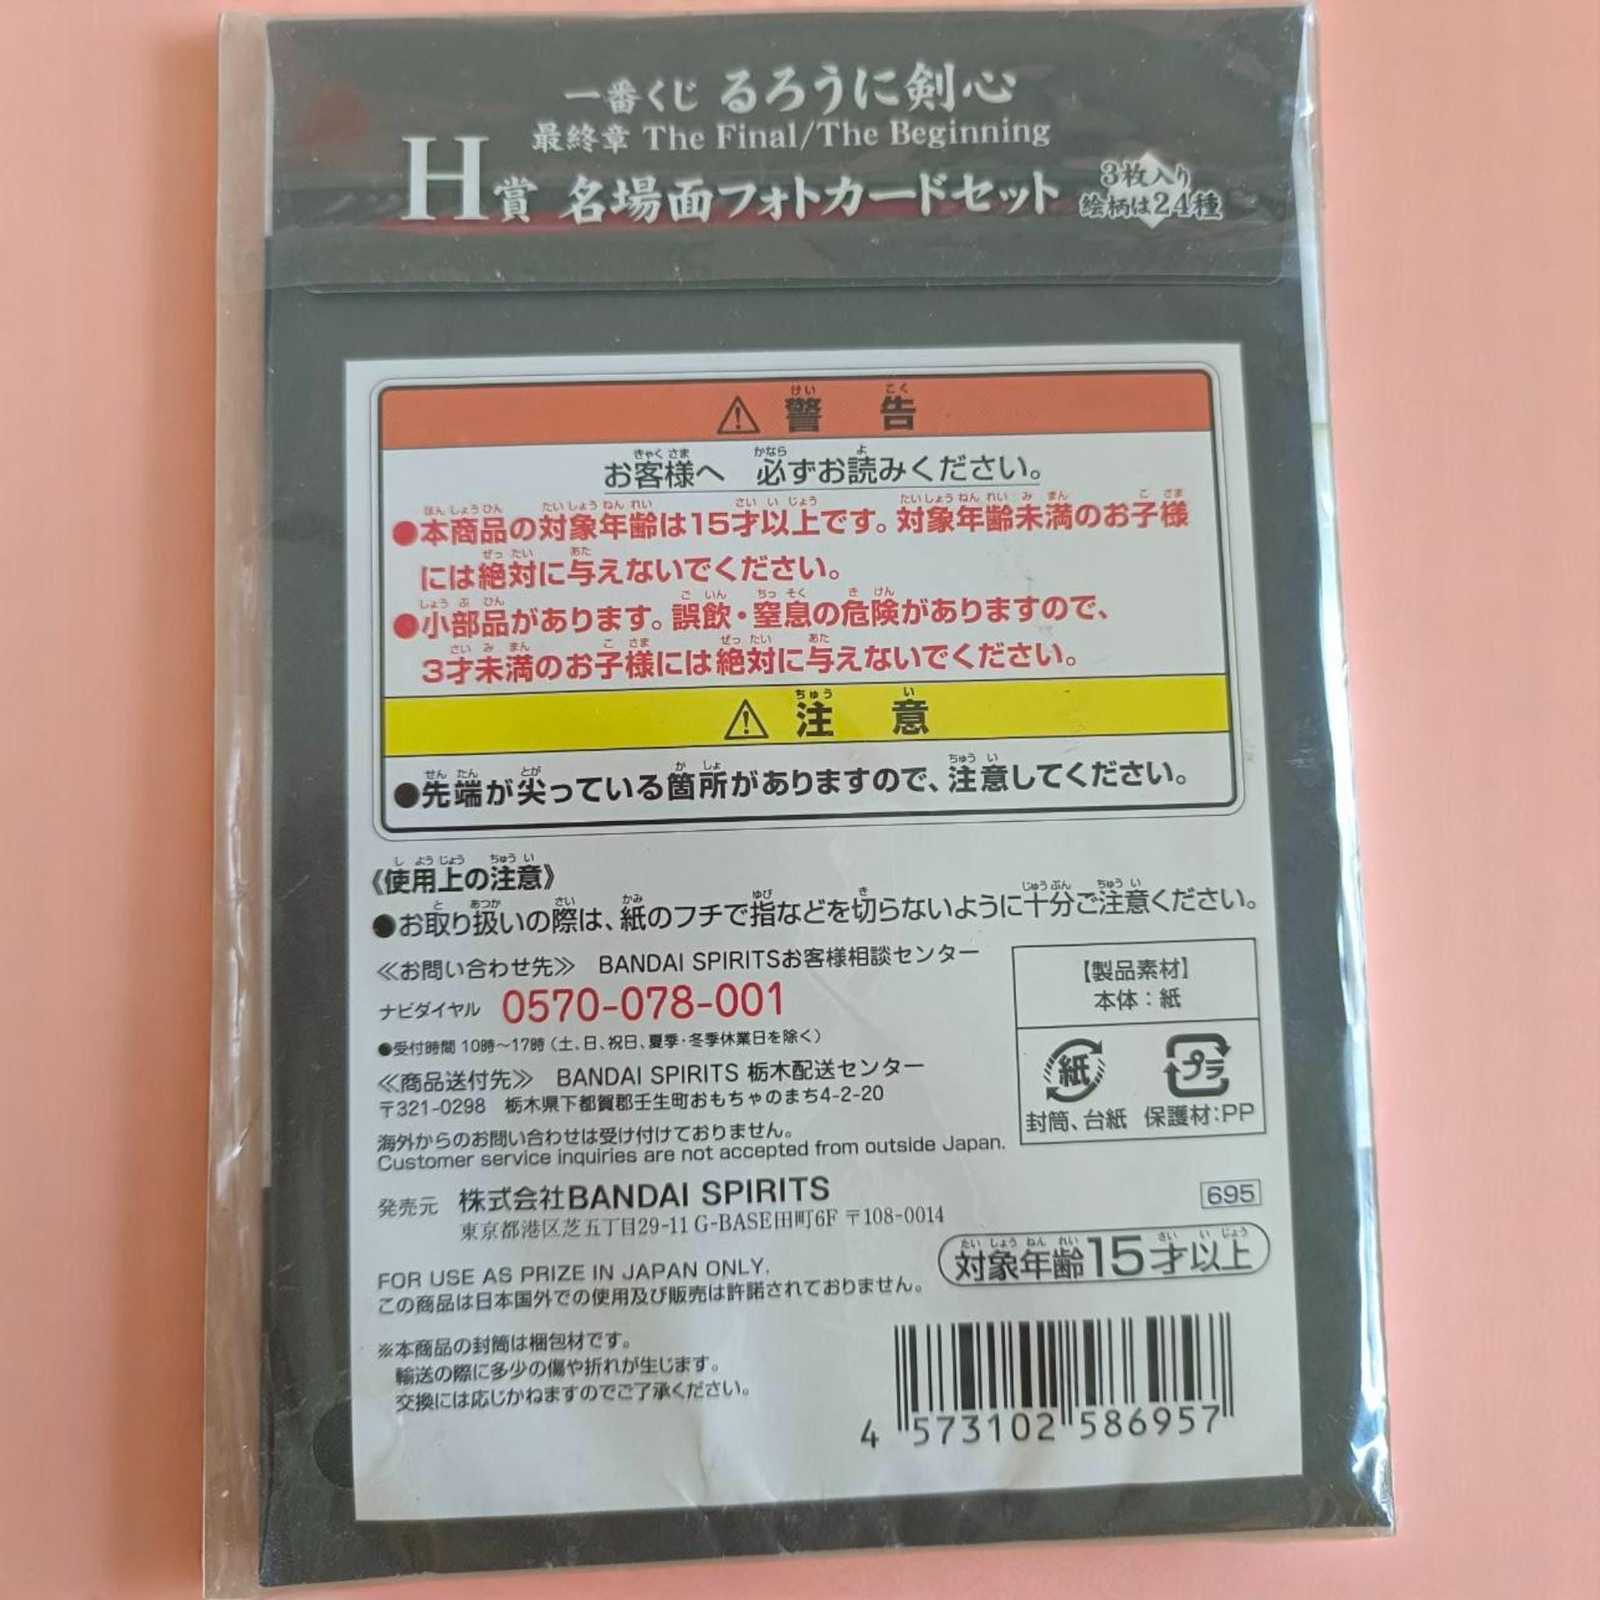 一番くじ るろうに剣心
最終章 The Final/The Beginning
H賞 名場面フォトカードセット
3枚入り
絵柄は24種
⚠警告
お客様へ 必ずお読みください。
●本商品の対象年齢は15才以上です。対象年齢未満のお子様
には絶対に与えないでください。
●小部品があります。誤飲・窒息の危険がありますので、
3才未満のお子様には絶対に与えないでください。
⚠注意
●先端が尖っている箇所がありますので、注意してください。
《使用上の注意》
●お取り扱いの際は、紙のフチで指などを切らないように十分ご注意ください。
≪お問い合わせ先≫ BANDAI SPIRITSお客様相談センター
ナビダイヤル 0570-078-001
●受付時間 10時～17時(土、日、祝日、夏季・冬季休業日を除く)
≪商品送付先≫ BANDAI SPIRITS 栃木配送センター
〒321-0298 栃木県下都賀郡壬生町おもちゃのまち4-2-20
海外からのお問い合わせは受け付けておりません。
Customer service inquiries are not accepted from outside Japan.
【製品素材】
本体：紙
紙 プラ
封筒、台紙 保護材：PP
発売元 株式会社BANDAI SPIRITS
東京都港区芝五丁目29-11 G-BASE田町6F 〒108-0014
695
対象年齢15才以上
FOR USE AS PRIZE IN JAPAN ONLY.
この商品は日本国外での使用及び販売は許諾されておりません。
※本商品の封筒は梱包材です。
輸送の際に多少の傷や折れが生じます。
交換には応じかねますのでご了承ください。
4 573102 586957